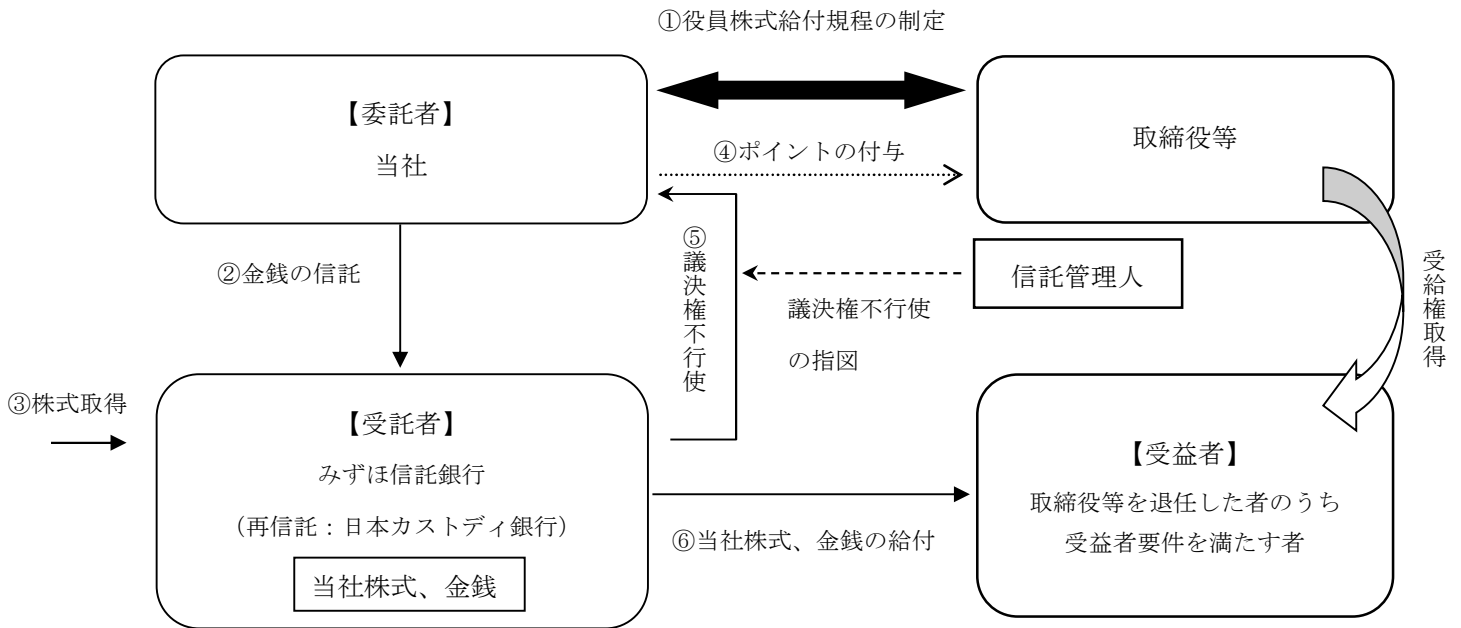 ①役員株式給付規程の制定
【委託者】
当社
取締役等
④ポイントの付与
②金銭の信託
⑤議決権不行使
信託管理人
議決権不行使
の指図
受給権取得
③株式取得
【受託者】
みずほ信託銀行
(再信託：日本カストディ銀行)
当社株式、金銭
⑥当社株式、金銭の給付
【受益者】
取締役等を退任した者のうち
受益者要件を満たす者